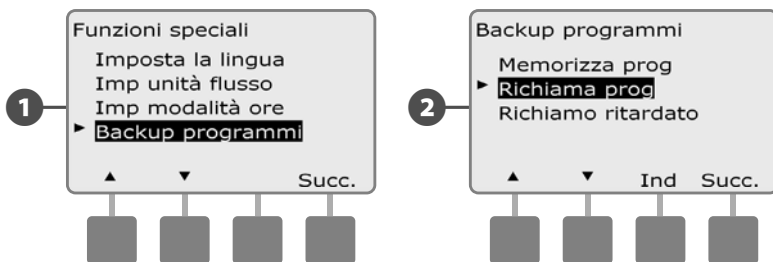 1
Funzioni speciali
Imposta la lingua
Imp unità flusso
Imp modalità ore
► Backup programmi
▲ ▼ Succ.
2
Backup programmi
Memorizza prog
► Richiama prog
Richiamo ritardato
▲ ▼ Ind Succ.